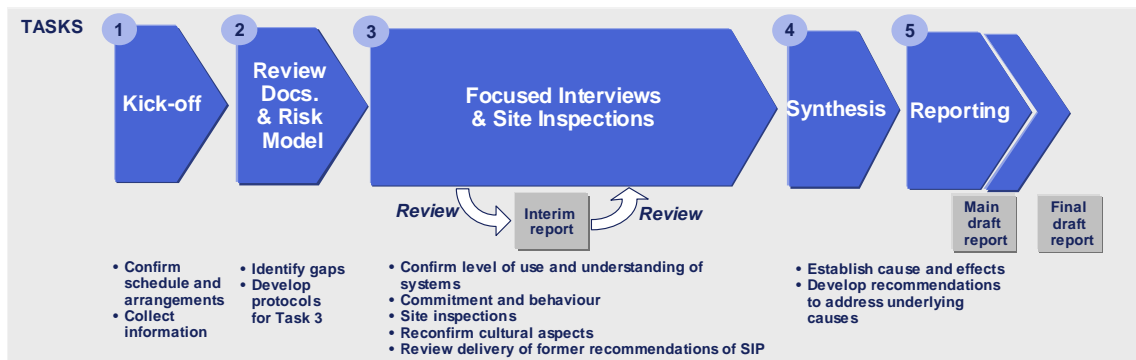 TASKS
1
2
3
4
5
Kick-off
Review
Docs.
& Risk
Model
Focused Interviews
& Site Inspections
Synthesis
Reporting
Review
Interim
report
Review
Main
draft
report
Final
draft
report
• Confirm
schedule and
arrangements
• Collect
information
• Identify gaps
• Develop
protocols
for Task 3
• Confirm level of use and understanding of
systems
• Commitment and behaviour
• Site inspections
• Reconfirm cultural aspects
• Review delivery of former recommendations of SIP
• Establish cause and effects
• Develop recommendations
to address underlying
causes